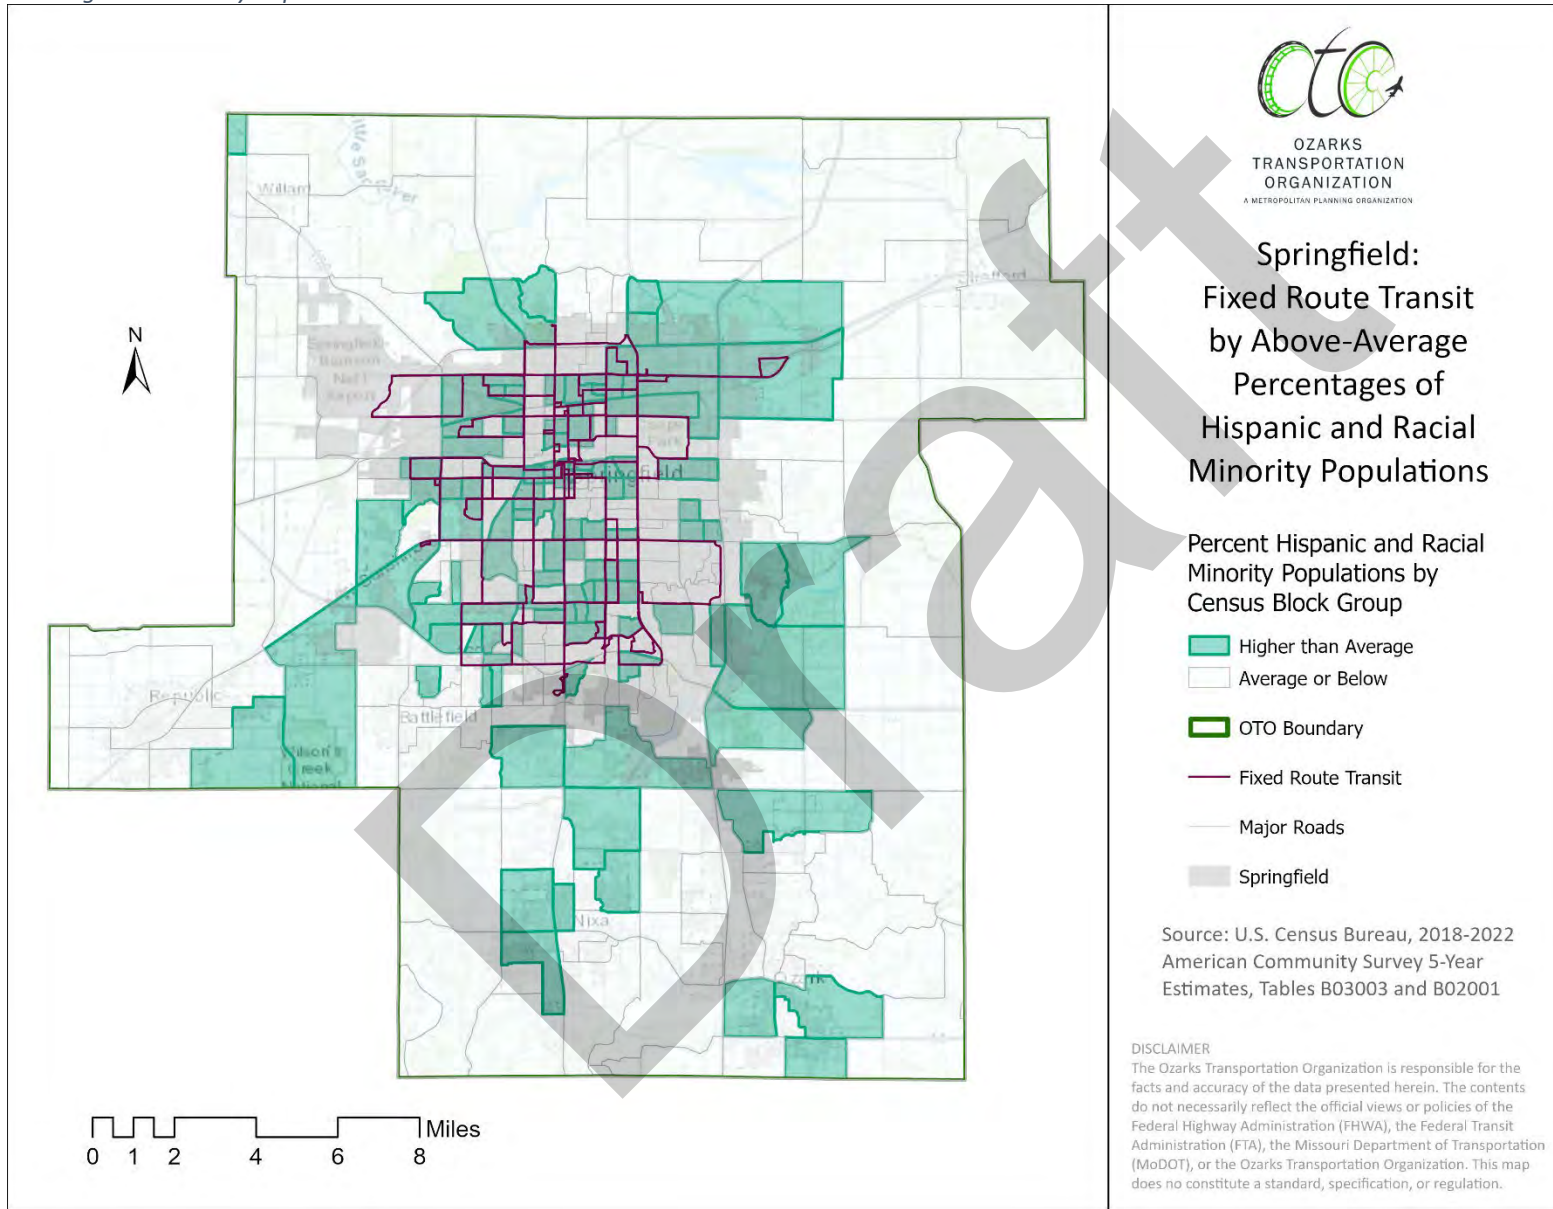 OZARKS
TRANSPORTATION
ORGANIZATION
A METROPOLITAN PLANNING ORGANIZATION
Springfield:
Fixed Route Transit
by Above-Average
Percentages of
Hispanic and Racial
Minority Populations
Percent Hispanic and Racial
Minority Populations by
Census Block Group
Higher than Average
Average or Below
OTO Boundary
Fixed Route Transit
Major Roads
Springfield
Source: U.S. Census Bureau, 2018-2022
American Community Survey 5-Year
Estimates, Tables B03003 and B02001
DISCLAIMER
The Ozarks Transportation Organization is responsible for the
facts and accuracy of the data presented herein. The contents
do not necessarily reflect the official views or policies of the
Federal Highway Administration (FHWA), the Federal Transit
Administration (FTA), the Missouri Department of Transportation
(MoDOT), or the Ozarks Transportation Organization. This map
does no constitute a standard, specification, or regulation.
Willard
Strafford
N
Springfield
Republic
Battlefield
Wilson's
Creek
National
Nixa
Ozark
Miles
0 1 2 4 6 8
Draft